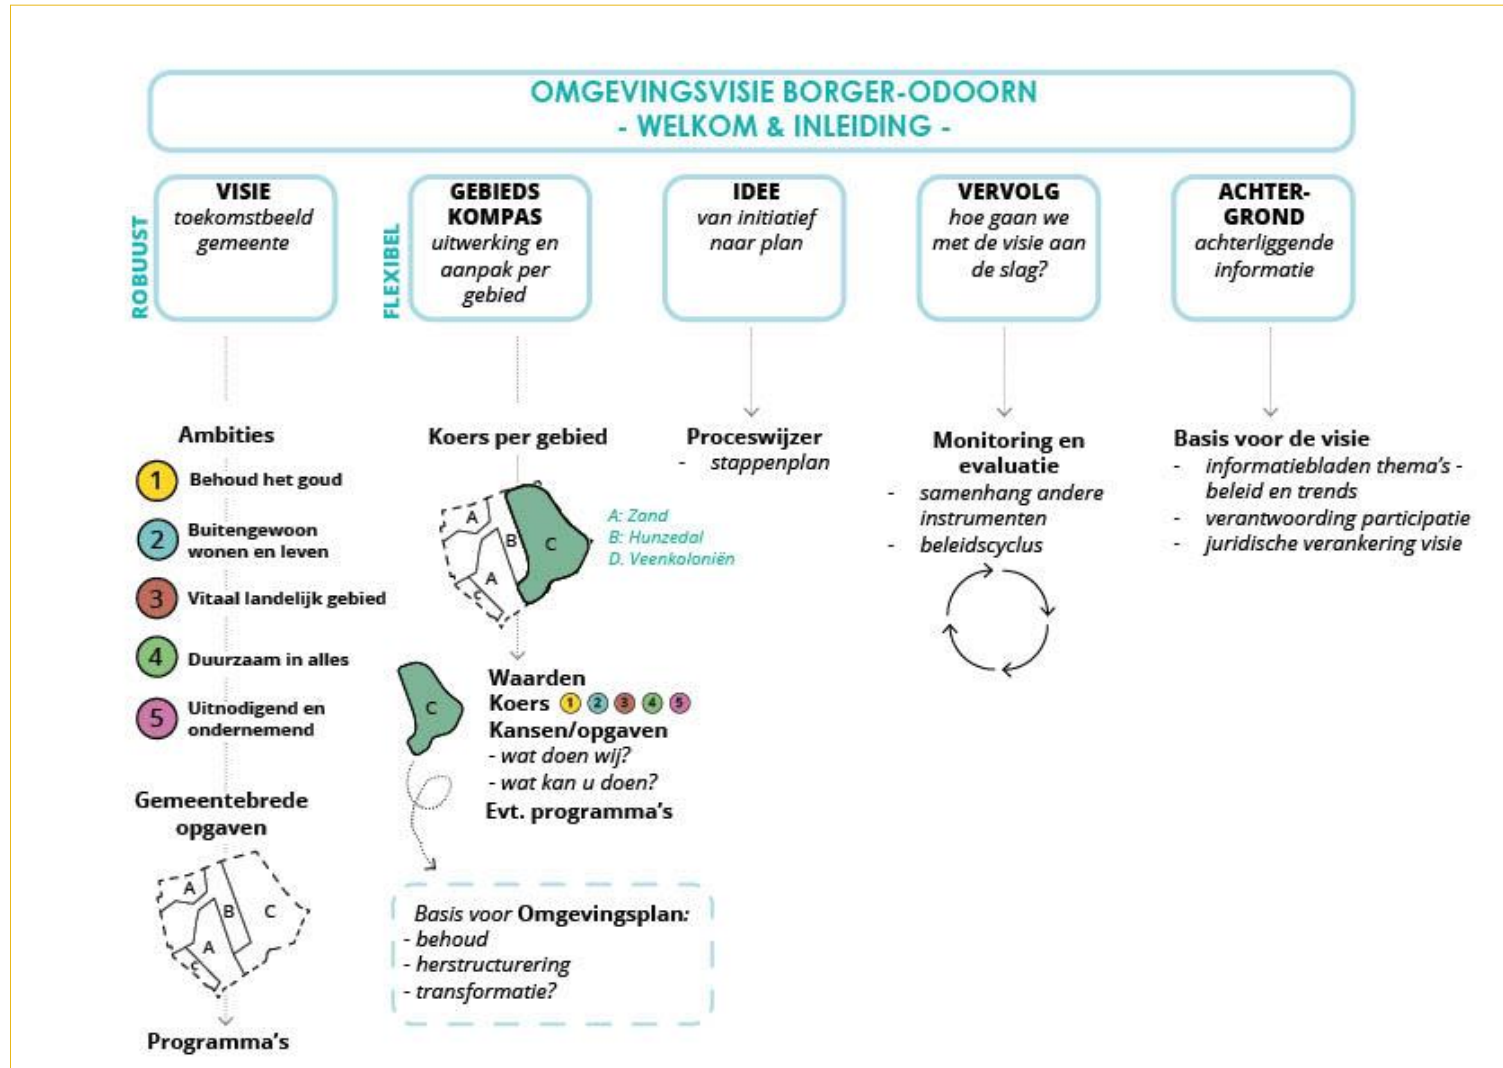 OMGEVINGSVISIE BORGER-ODOORN
- WELKOM & INLEIDING -
ROBUUST
VISIE
toekomstbeeld
gemeente
FLEXIBEL
GEBIEDS
KOMPAS
uitwerking en
aanpak per
gebied
IDEE
van initiatief
naar plan
VERVOLG
hoe gaan we
met de visie aan
de slag?
ACHTER-
GROND
achterliggende
informatie
Ambities
1 Behoud het goud
2 Buitengewoon
wonen en leven
3 Vitaal landelijk gebied
4 Duurzaam in alles
5 Uitnodigend en
ondernemend
Gemeentebrede
opgaven
A
B
C
A
C
Programma's
Koers per gebied
A
B
C
A
C
A: Zand
B: Hunzedal
D. Veenkoloniën
C
Waarden
Koers 1 2 3 4 5
Kansen/opgaven
- wat doen wij?
- wat kan u doen?
Evt. programma's
Basis voor Omgevingsplan:
- behoud
- herstructurering
- transformatie?
Proceswijzer
- stappenplan
Monitoring en
evaluatie
- samenhang andere
instrumenten
- beleidscyclus
Basis voor de visie
- informatiebladen thema's -
beleid en trends
- verantwoording participatie
- juridische verankering visie